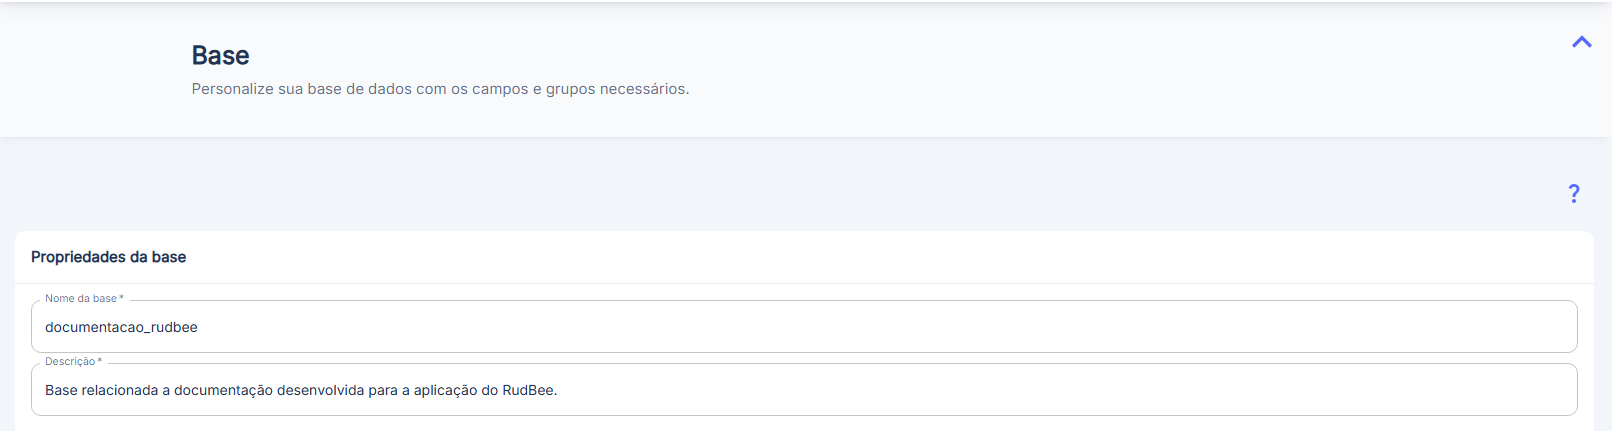 Base
Personalize sua base de dados com os campos e grupos necessários.
?
Propriedades da base
Nome da base *
documentacao_rudbee
Descrição *
Base relacionada a documentação desenvolvida para a aplicação do RudBee.